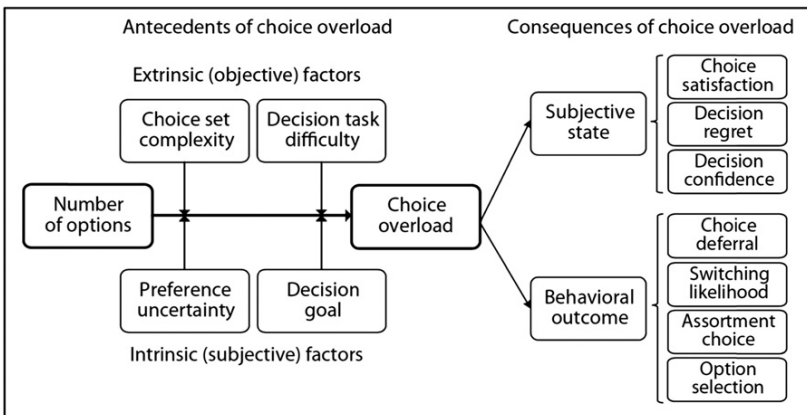 Antecedents of choice overload
Consequences of choice overload
Extrinsic (objective) factors
Choice set
complexity
Decision task
difficulty
Number
of options
Choice
overload
Preference
uncertainty
Decision
goal
Intrinsic (subjective) factors
Subjective
state
Choice
satisfaction
Decision
regret
Decision
confidence
Behavioral
outcome
Choice
deferral
Switching
likelihood
Assortment
choice
Option
selection